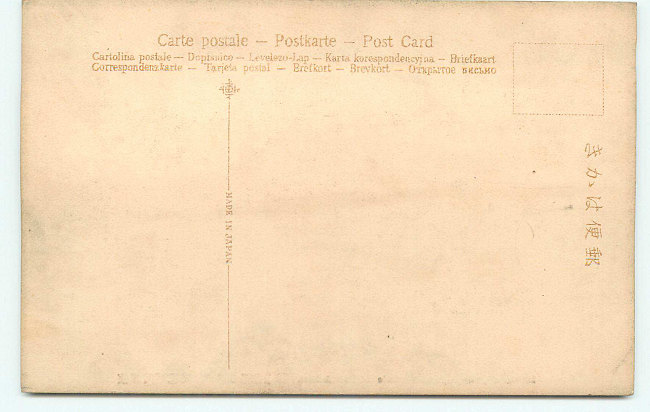 Carte postale — Postkarte — Post Card
Cartolina postale — Dopisnice — Levelezo-Lap — Karta korespondencyjna — Briefkaart
Correspondenzkarte — Tarjeta postal — Brefkort — Brevkort — Открытое письмо
MADE IN JAPAN
郵便はがき